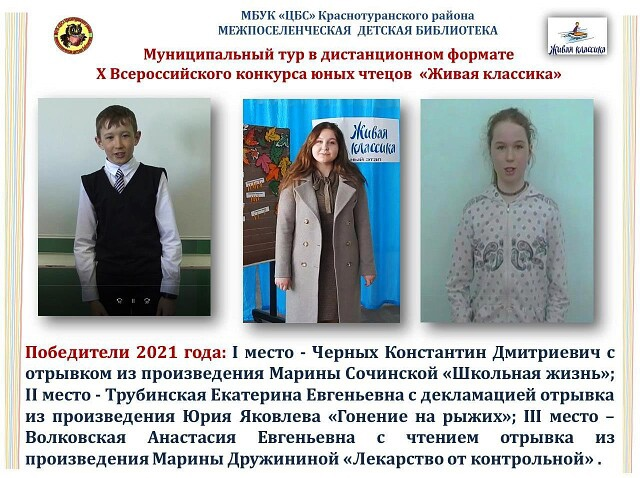 МБУК «ЦБС» Краснотуранского района
МЕЖПОСЕЛЕНЧЕСКАЯ ДЕТСКАЯ БИБЛИОТЕКА
Живая классика
Муниципальный тур в дистанционном формате
X Всероссийского конкурса юных чтецов «Живая классика»
Живая
классика
Победители 2021 года: I место - Черных Константин Дмитриевич с
отрывком из произведения Марины Сочинской «Школьная жизнь»;
II место - Трубинская Екатерина Евгеньевна с декламацией отрывка
из произведения Юрия Яковлева «Гонение на рыжих»; III место –
Волковская Анастасия Евгеньевна с чтением отрывка из
произведения Марины Дружининой «Лекарство от контрольной» .